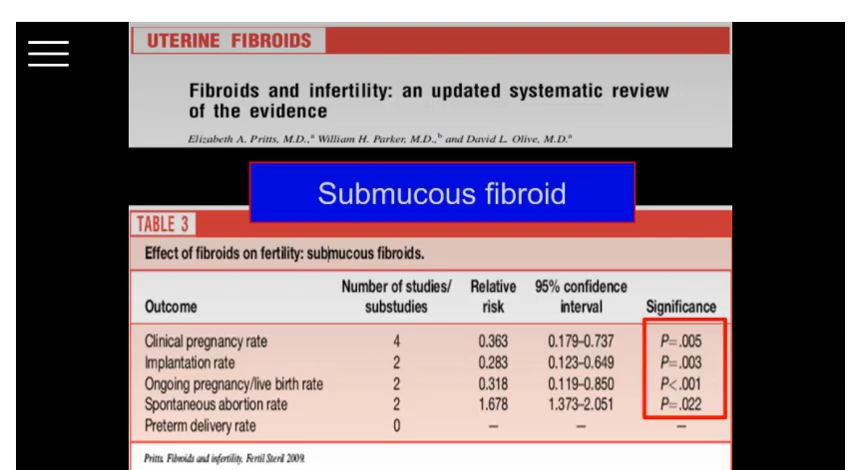 UTERINE FIBROIDS
Fibroids and infertility: an updated systematic review
of the evidence
Elizabeth A. Pritts, M.D.,ᵃ William H. Parker, M.D.,ᵇ and David L. Olive, M.D.ᵃ
Submucous fibroid
TABLE 3
Effect of fibroids on fertility: submucous fibroids.
Outcome Number of studies/ substudies Relative risk 95% confidence interval Significance
Clinical pregnancy rate 4 0.363 0.179–0.737 P=.005
Implantation rate 2 0.283 0.123–0.649 P=.003
Ongoing pregnancy/live birth rate 2 0.318 0.119–0.850 P<.001
Spontaneous abortion rate 2 1.678 1.373–2.051 P=.022
Preterm delivery rate 0 – – –
Pritts. Fibroids and infertility. Fertil Steril 2009.